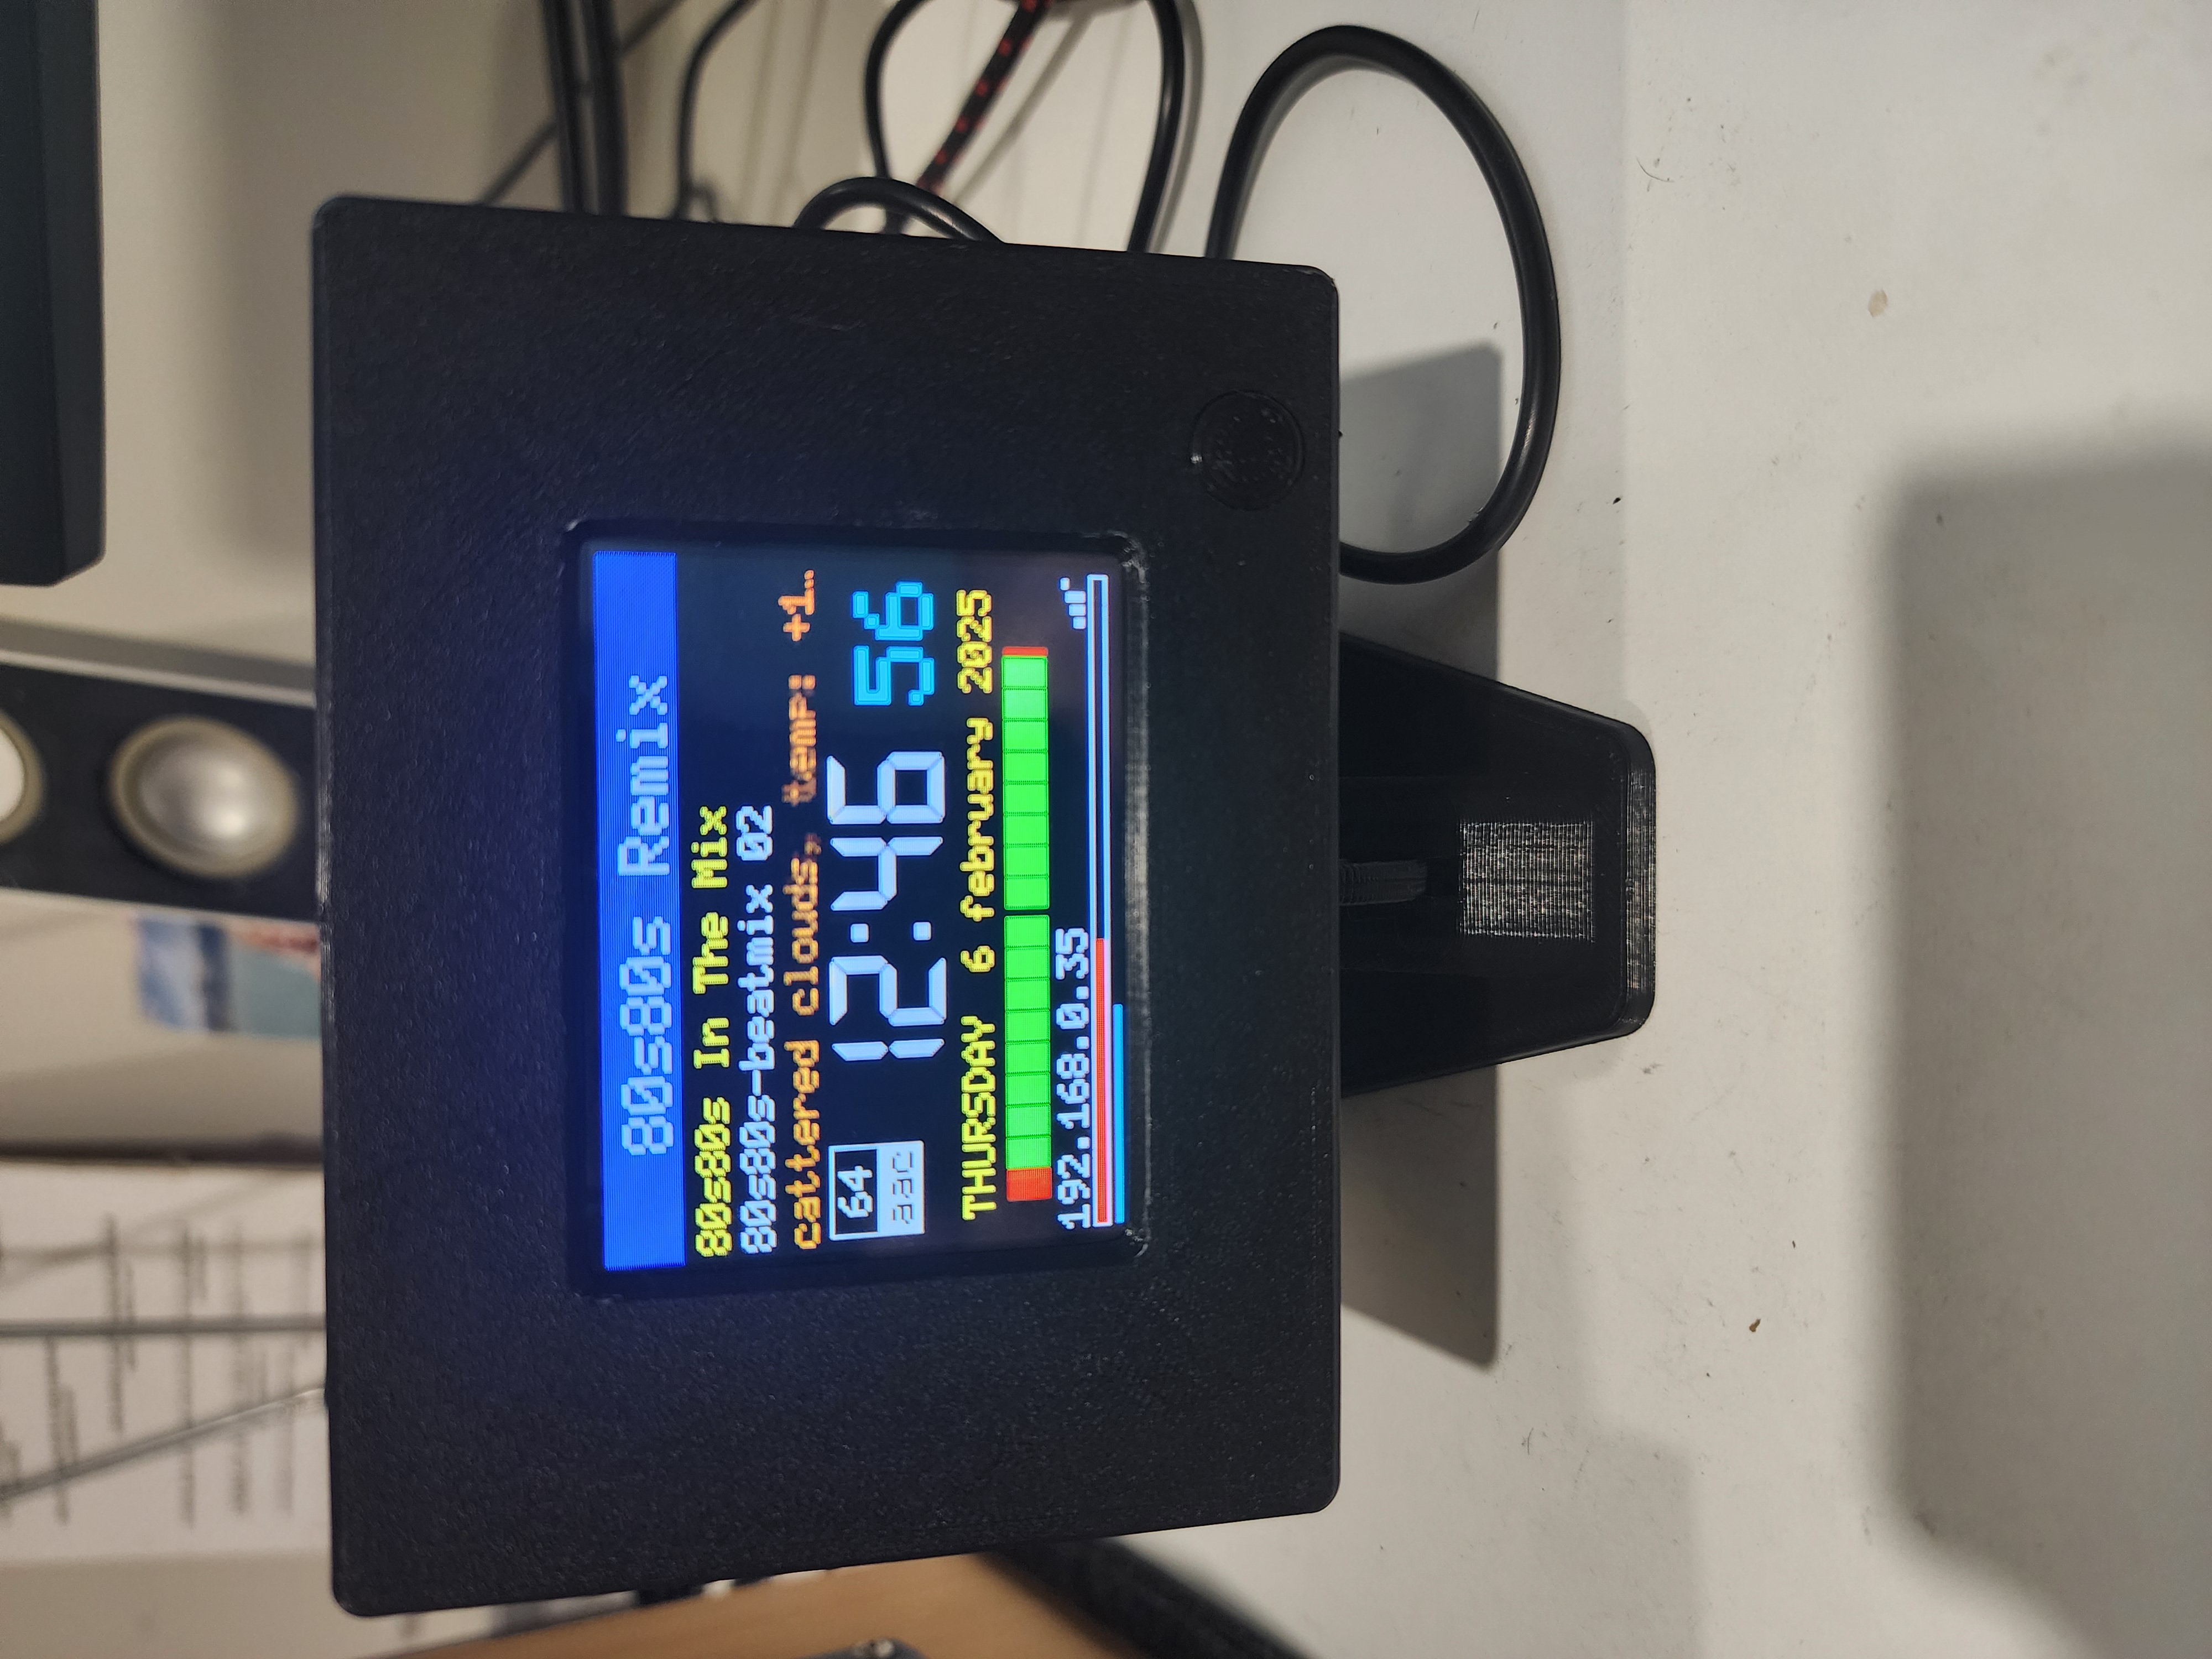 80s80s Remix
80s80s In The Mix
80s80s-beatmix 02
cattered clouds, temp: +1..
64
aac
12:46 56
THURSDAY 6 february 2025
192.168.0.35